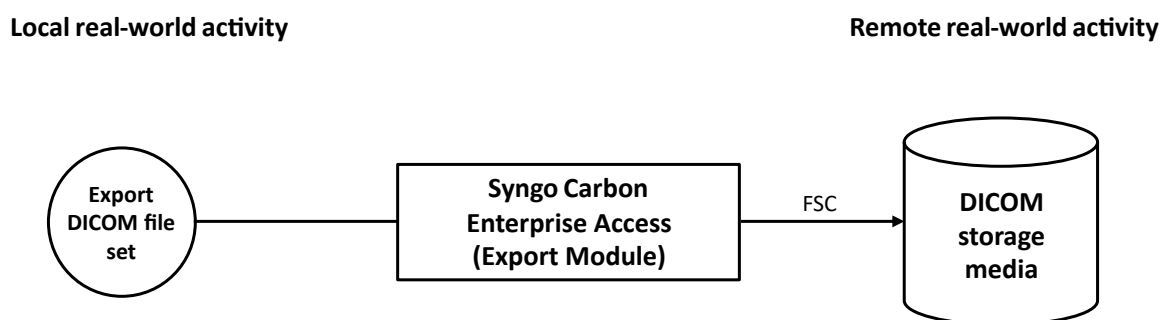 Local real-world activity
Remote real-world activity
Export
DICOM file
set
Syngo Carbon
Enterprise Access
(Export Module)
FSC
DICOM
storage
media